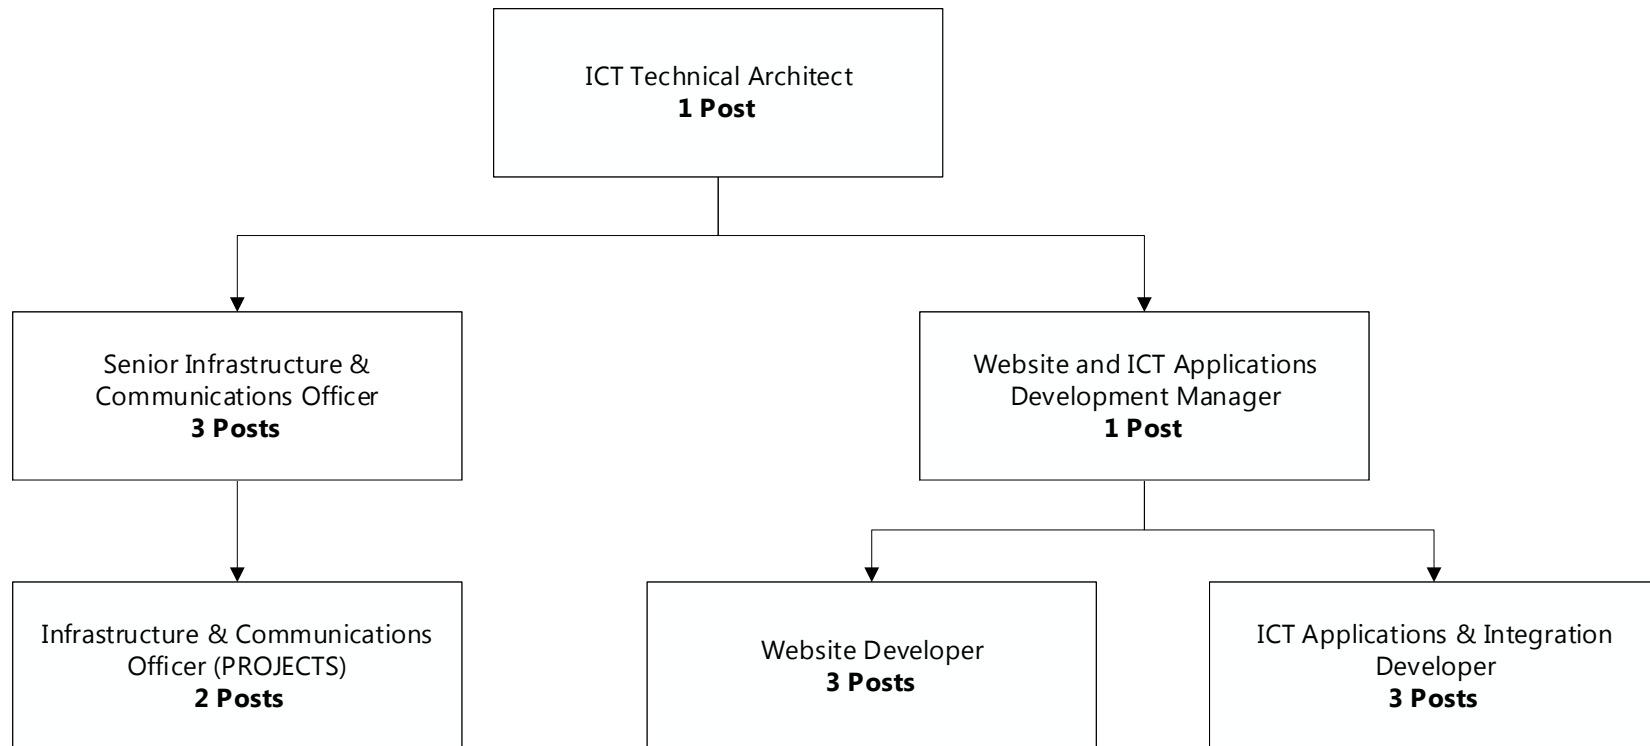 ICT Technical Architect
1 Post
Senior Infrastructure &
Communications Officer
3 Posts
Website and ICT Applications
Development Manager
1 Post
Infrastructure & Communications
Officer (PROJECTS)
2 Posts
Website Developer
3 Posts
ICT Applications & Integration
Developer
3 Posts